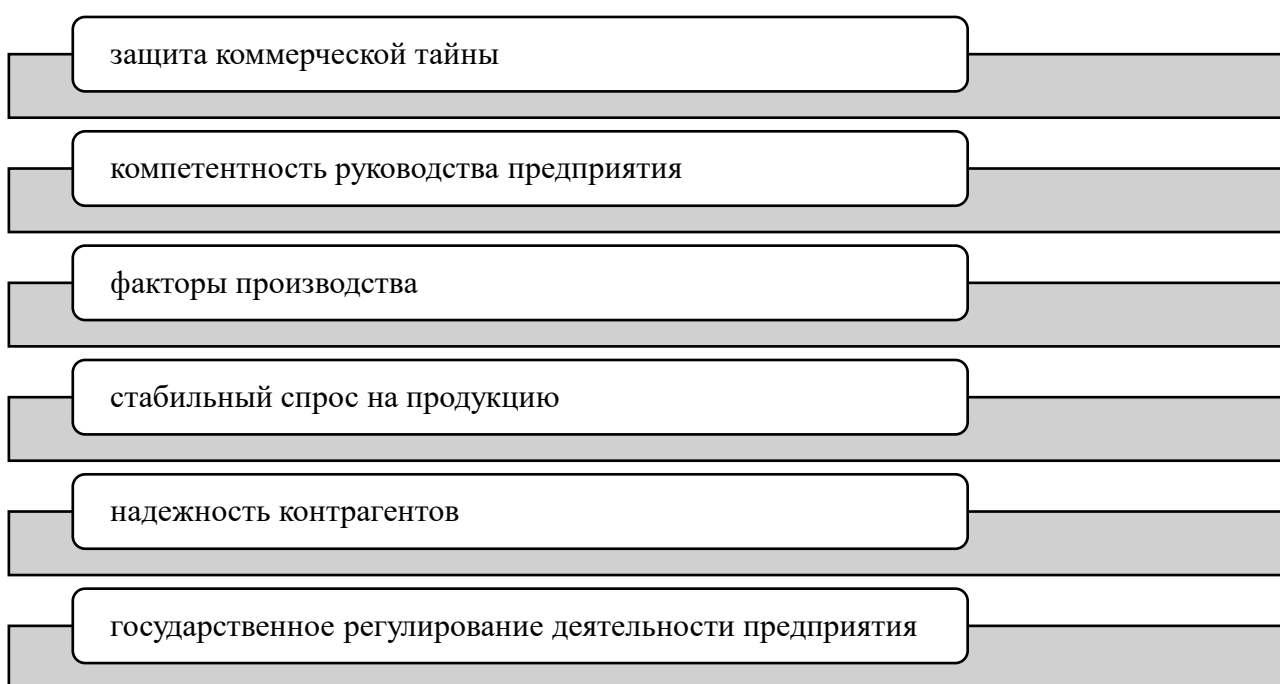 защита коммерческой тайны
компетентность руководства предприятия
факторы производства
стабильный спрос на продукцию
надежность контрагентов
государственное регулирование деятельности предприятия